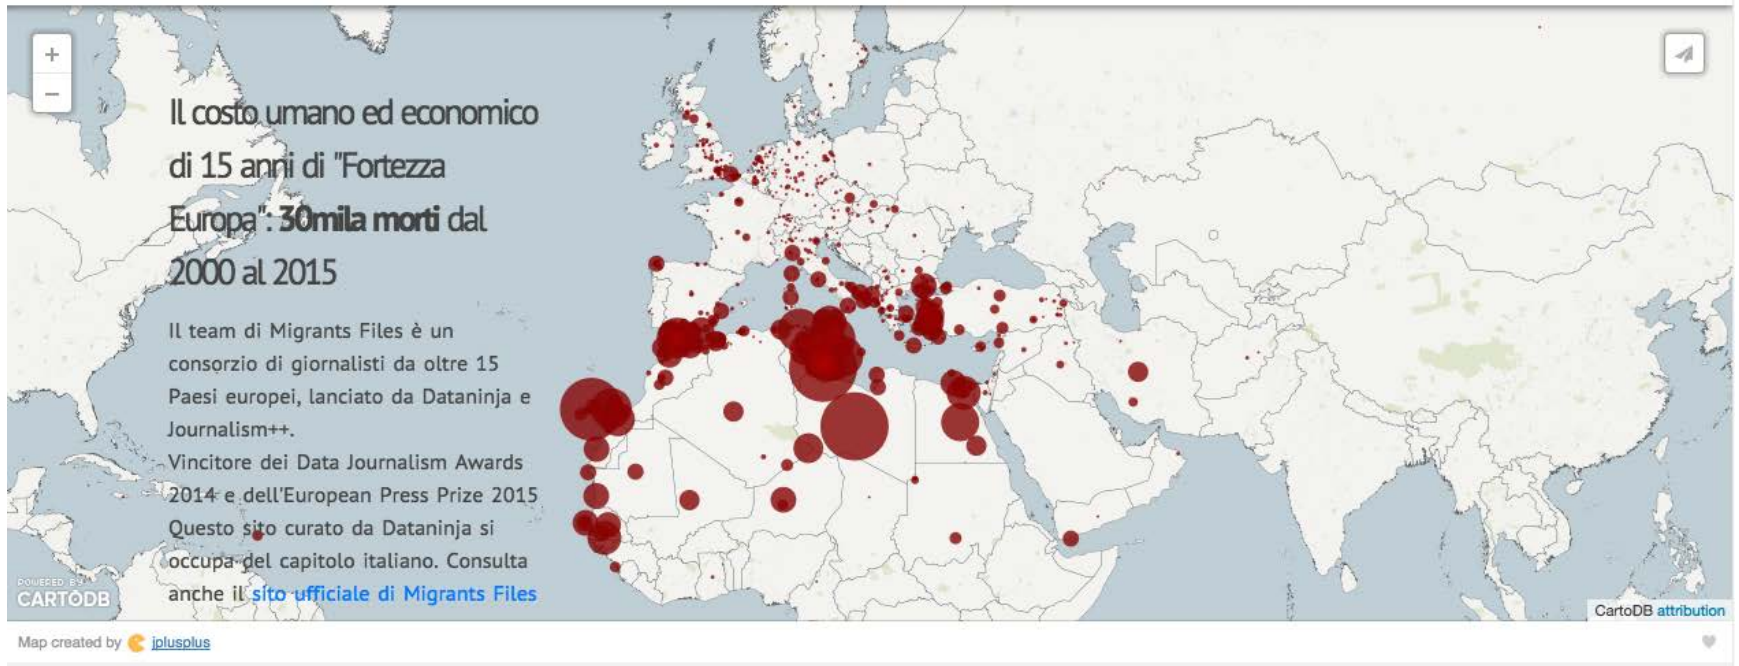 +
−
Il costo umano ed economico
di 15 anni di "Fortezza
Europa": 30mila morti dal
2000 al 2015
Il team di Migrants Files è un
consorzio di giornalisti da oltre 15
Paesi europei, lanciato da Dataninja e
Journalism++.
Vincitore dei Data Journalism Awards
2014 e dell'European Press Prize 2015
Questo sito curato da Dataninja si
occupa del capitolo italiano. Consulta
anche il sito ufficiale di Migrants Files
POWERED BY
CARTODB
CartoDB attribution
Map created by jplusplus